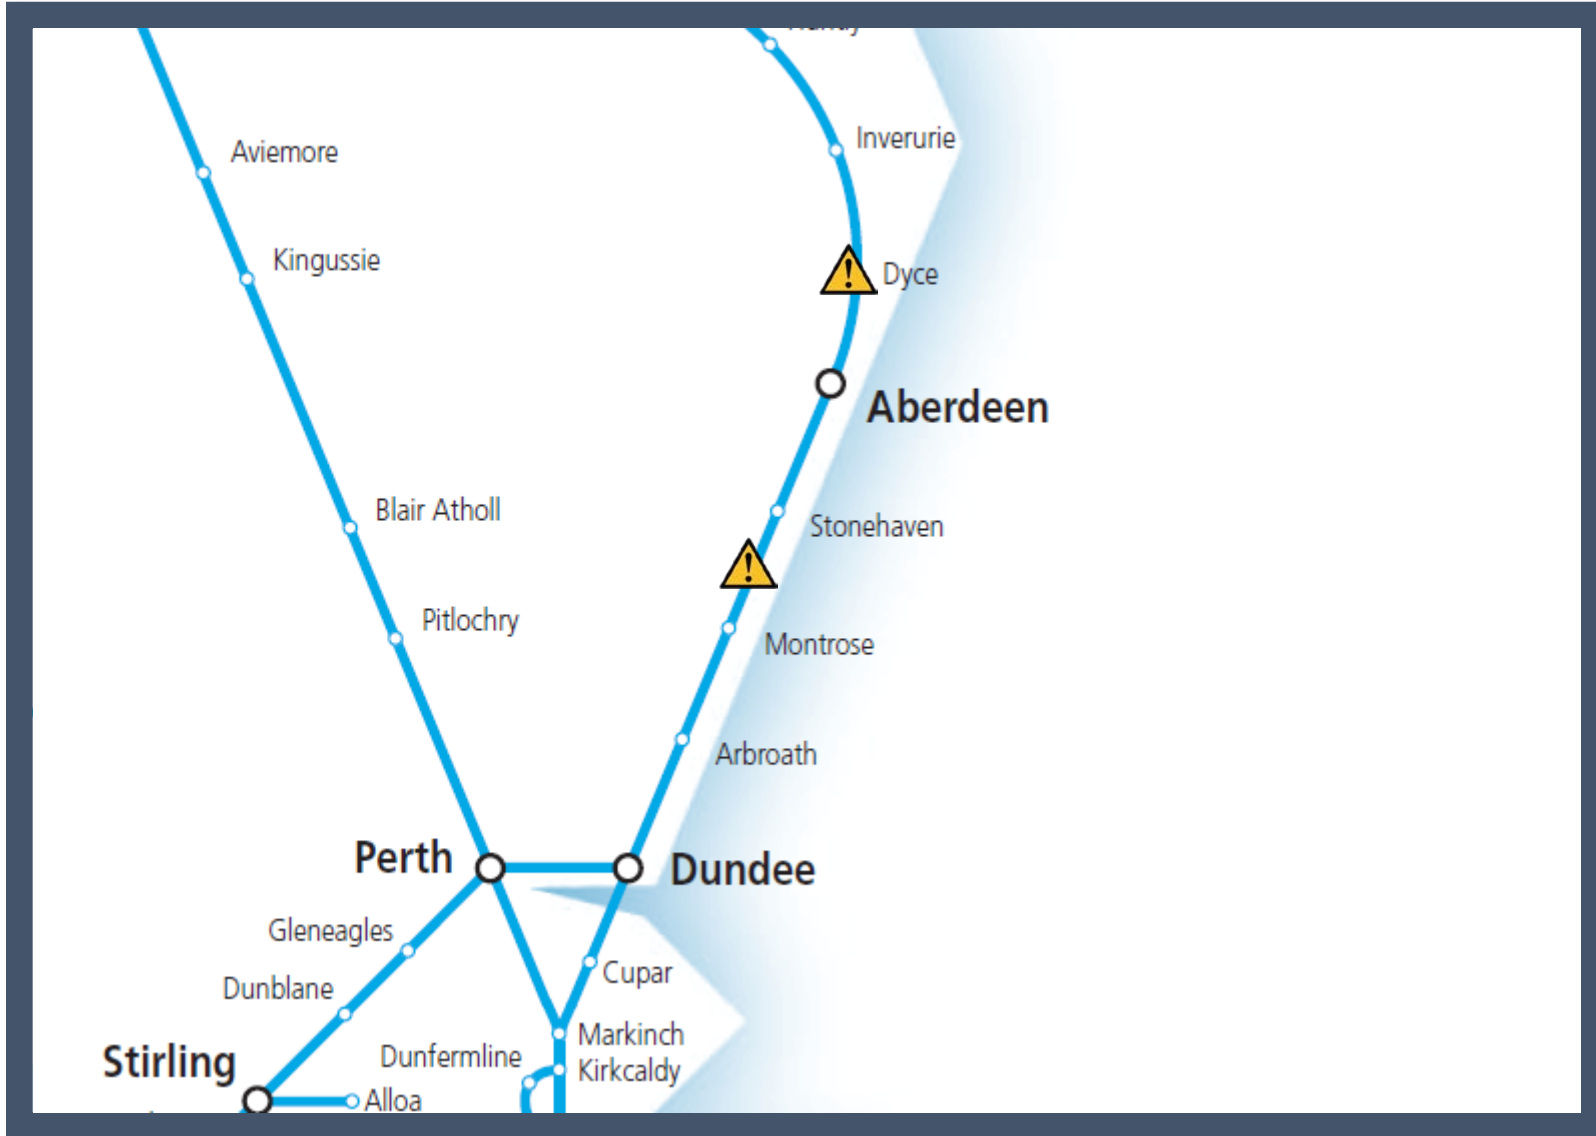 Inverurie
Aviemore
Kingussie
Dyce
Aberdeen
Blair Atholl
Stonehaven
Pitlochry
Montrose
Arbroath
Perth
Dundee
Gleneagles
Cupar
Dunblane
Markinch
Dunfermline
Kirkcaldy
Stirling
Alloa